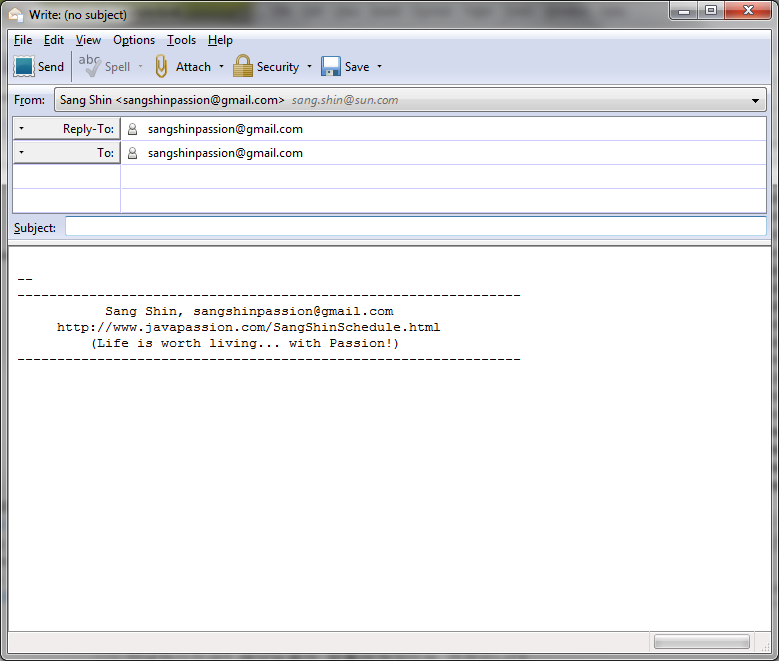 Write: (no subject)
File Edit View Options Tools Help
Send abc Spell Attach Security Save
From: Sang Shin <sangshinpassion@gmail.com> sang.shin@sun.com
Reply-To: sangshinpassion@gmail.com
To: sangshinpassion@gmail.com
Subject:
--
---------------------------------------------------------------
Sang Shin, sangshinpassion@gmail.com
http://www.javapassion.com/SangShinSchedule.html
(Life is worth living... with Passion!)
---------------------------------------------------------------